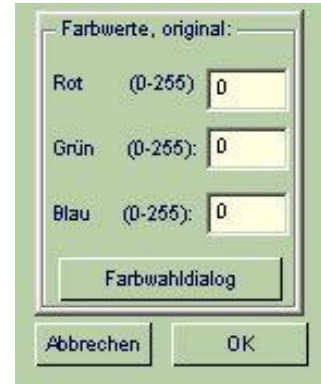 Farbwerte, original:
Rot (0-255) 0
Grün (0-255): 0
Blau (0-255): 0
Farbwahldialog
Abbrechen OK